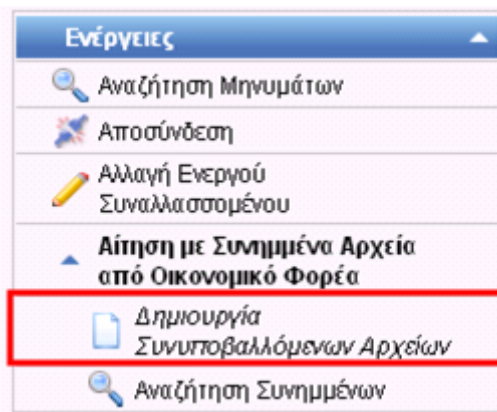 Ενέργειες
Αναζήτηση Μηνυμάτων
Αποσύνδεση
Αλλαγή Ενεργού
Συναλλασσομένου
Αίτηση με Συνημμένα Αρχεία
από Οικονομικό Φορέα
Δημιουργία
Συνυποβαλλόμενων Αρχείων
Αναζήτηση Συνημμένων